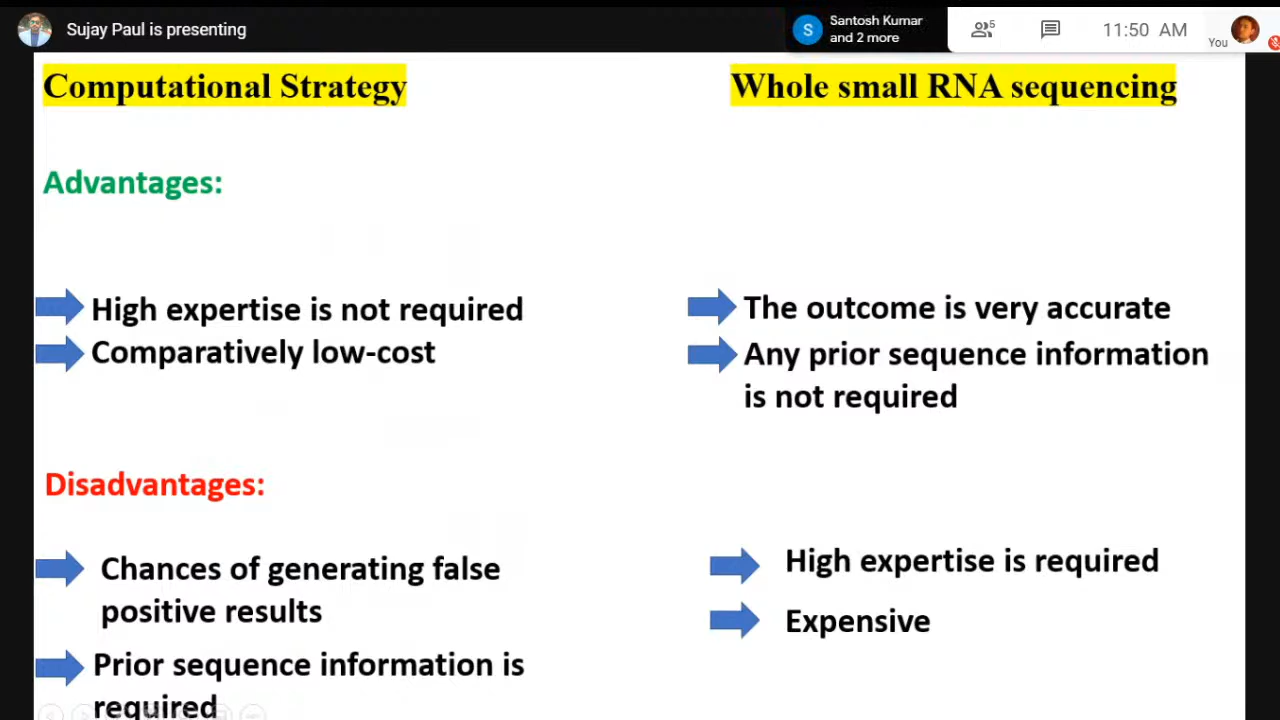 Sujay Paul is presenting
S
Santosh Kumar
and 2 more
5
11:50 AM
You
Computational Strategy
Whole small RNA sequencing
Advantages:
High expertise is not required
Comparatively low-cost
The outcome is very accurate
Any prior sequence information
is not required
Disadvantages:
Chances of generating false
positive results
Prior sequence information is
required
High expertise is required
Expensive